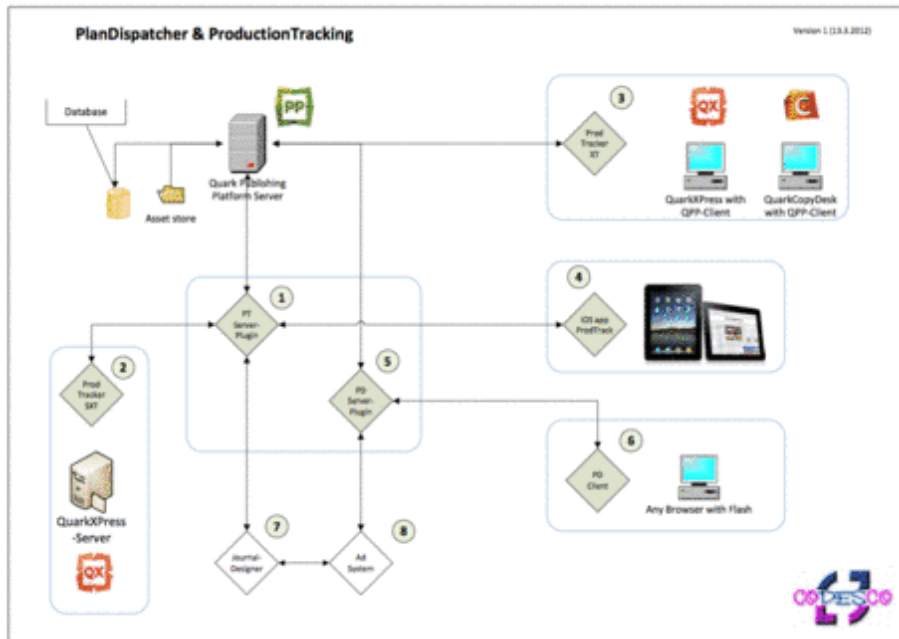 PlanDispatcher & ProductionTracking
Version 1 (13.3.2012)
Database
PP
3
QX
C
Prod
Tracker
XT
Quark Publishing
Platform Server
Asset store
QuarkXPress with
QPP-Client
QuarkCopyDesk
with QPP-Client
1
PT
Server-
Plugin
4
iOS app
ProdTrack
2
Prod
Tracker
SXT
5
PD
Server-
Plugin
6
PD
Client
Any Browser with Flash
QuarkXPress
-Server
QX
7
Journal-
Designer
8
Ad
System
CODESCO